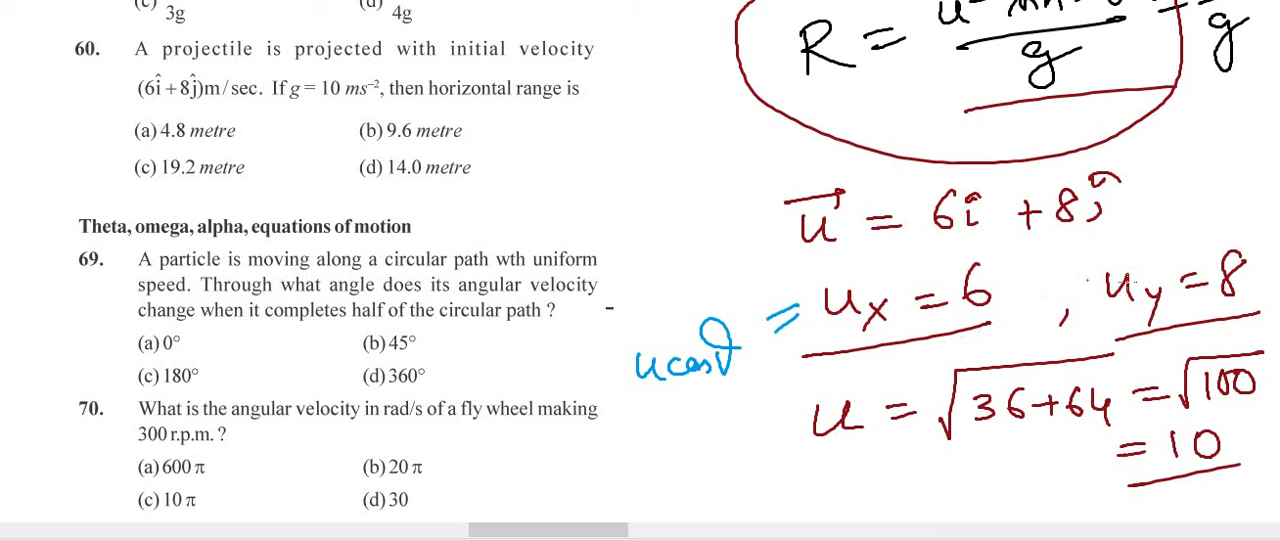 (c) 3g
(d) 4g
60. A projectile is projected with initial velocity
(6î + 8ĵ)m/sec. If g = 10 ms⁻², then horizontal range is
(a) 4.8 metre (b) 9.6 metre
(c) 19.2 metre (d) 14.0 metre
Theta, omega, alpha, equations of motion
69. A particle is moving along a circular path wth uniform
speed. Through what angle does its angular velocity
change when it completes half of the circular path ? -
(a) 0° (b) 45°
(c) 180° (d) 360°
70. What is the angular velocity in rad/s of a fly wheel making
300 r.p.m. ?
(a) 600 π (b) 20 π
(c) 10 π (d) 30
R = / g
g
u⃗ = 6î + 8ĵ
= ux = 6 , uy = 8
u cosθ
u = √36+64 = √100
= 10